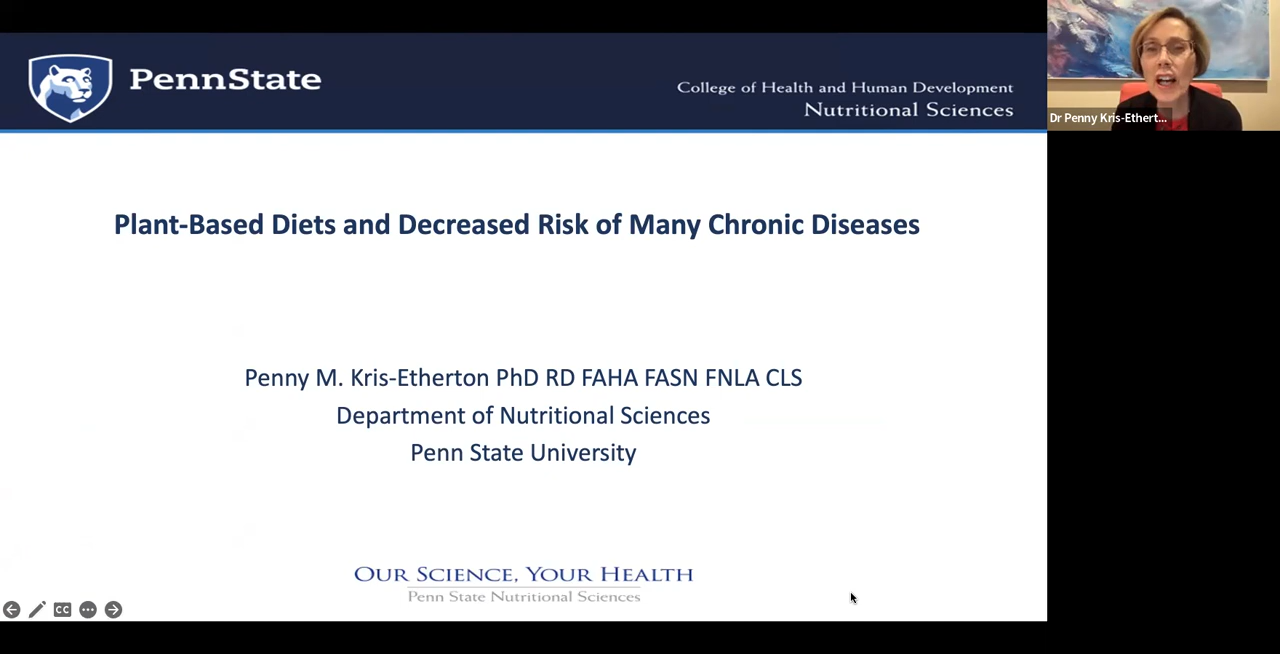 PennState
College of Health and Human Development
Nutritional Sciences
Dr Penny Kris-Ethert...
Plant-Based Diets and Decreased Risk of Many Chronic Diseases
Penny M. Kris-Etherton PhD RD FAHA FASN FNLA CLS
Department of Nutritional Sciences
Penn State University
Our Science, Your Health
Penn State Nutritional Sciences
CC